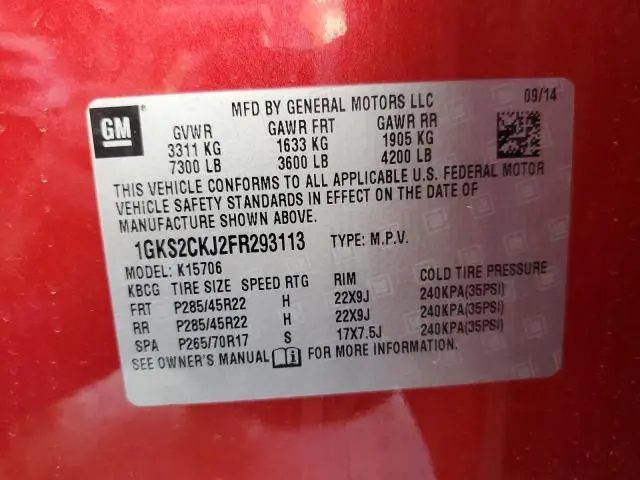 GM
MFD BY GENERAL MOTORS LLC 09/14
GVWR GAWR FRT GAWR RR
3311 KG 1633 KG 1905 KG
7300 LB 3600 LB 4200 LB
THIS VEHICLE CONFORMS TO ALL APPLICABLE U.S. FEDERAL MOTOR
VEHICLE SAFETY STANDARDS IN EFFECT ON THE DATE OF
MANUFACTURE SHOWN ABOVE.
1GKS2CKJ2FR293113 TYPE: M.P.V.
MODEL: K15706
KBCG TIRE SIZE SPEED RTG RIM COLD TIRE PRESSURE
FRT P285/45R22 H 22X9J 240KPA(35PSI)
RR P285/45R22 H 22X9J 240KPA(35PSI)
SPA P265/70R17 S 17X7.5J 240KPA(35PSI)
SEE OWNER'S MANUAL FOR MORE INFORMATION.